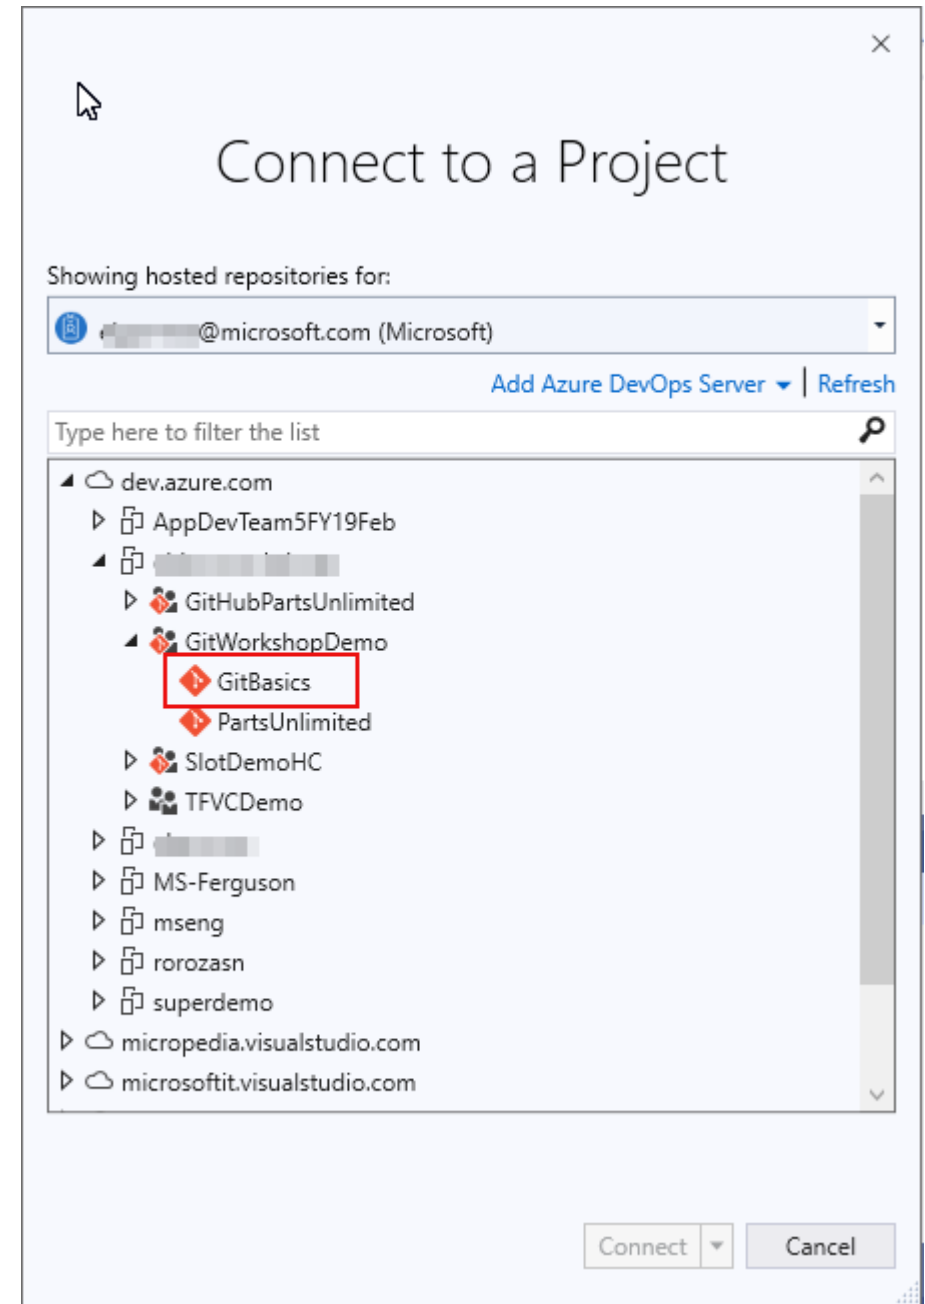 Connect to a Project
Showing hosted repositories for:
@microsoft.com (Microsoft)
Add Azure DevOps Server | Refresh
Type here to filter the list
dev.azure.com
AppDevTeam5FY19Feb
GitHubPartsUnlimited
GitWorkshopDemo
GitBasics
PartsUnlimited
SlotDemoHC
TFVCDemo
MS-Ferguson
mseng
rorozasn
superdemo
micropedia.visualstudio.com
microsoftit.visualstudio.com
Connect Cancel